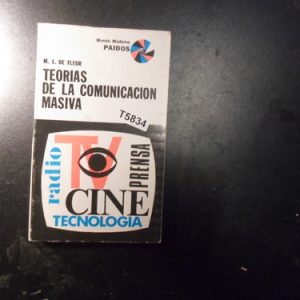 Mundo Moderno
PAIDOS
M. L. DE FLEUR
TEORIAS
DE LA COMUNICACION
MASIVA
T5834
radio
TV
CINE
PRENSA
TECNOLOGIA